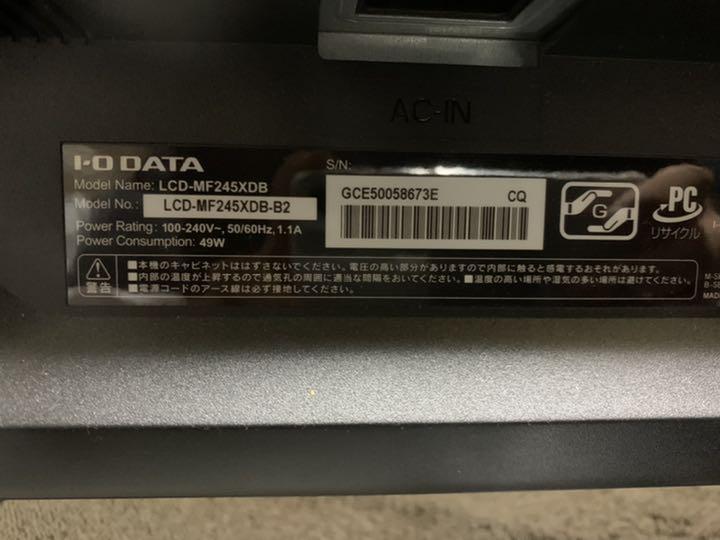 AC-IN
I-O DATA
Model Name: LCD-MF245XDB
Model No.: LCD-MF245XDB-B2
Power Rating: 100-240V~, 50/60Hz, 1.1A
Power Consumption: 49W
S/N:
GCE50058673E CQ
G
PC
リサイクル
警告
■本機のキャビネットははずさないでください。電圧の高い部分がありますので内部に触ると感電するおそれがあります。
■内部の温度が上昇するので通気孔の周囲に適当な間隔をおいてください。■温度の高い場所や湿気の多い場所は避けてください。
■電源コードのアース線は必ず接地してください。